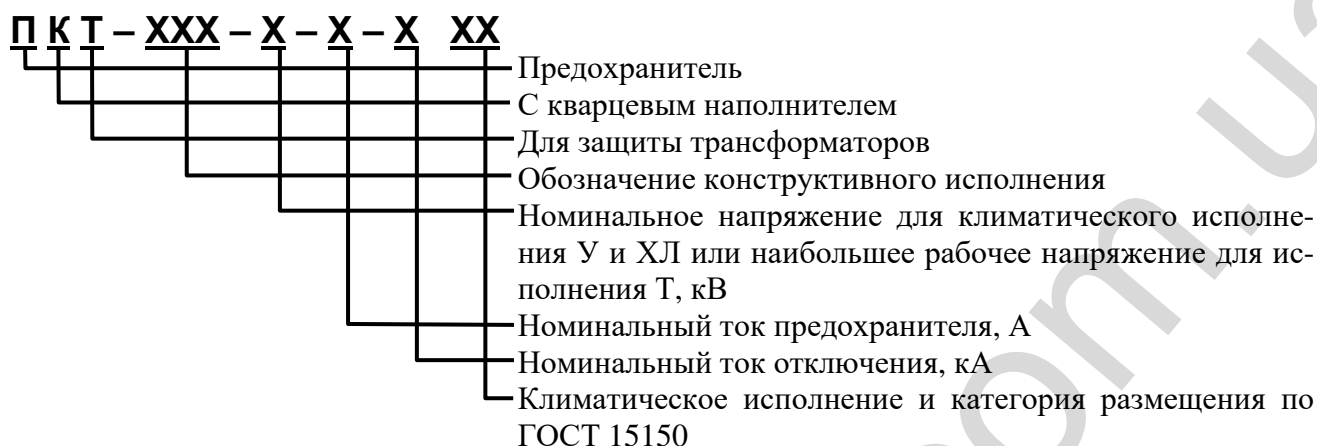 П К Т – ХХХ – Х – Х – Х ХХ
Предохранитель
С кварцевым наполнителем
Для защиты трансформаторов
Обозначение конструктивного исполнения
Номинальное напряжение для климатического исполне-
ния У и ХЛ или наибольшее рабочее напряжение для ис-
полнения Т, кВ
Номинальный ток предохранителя, А
Номинальный ток отключения, кА
Климатическое исполнение и категория размещения по
ГОСТ 15150
om.ua